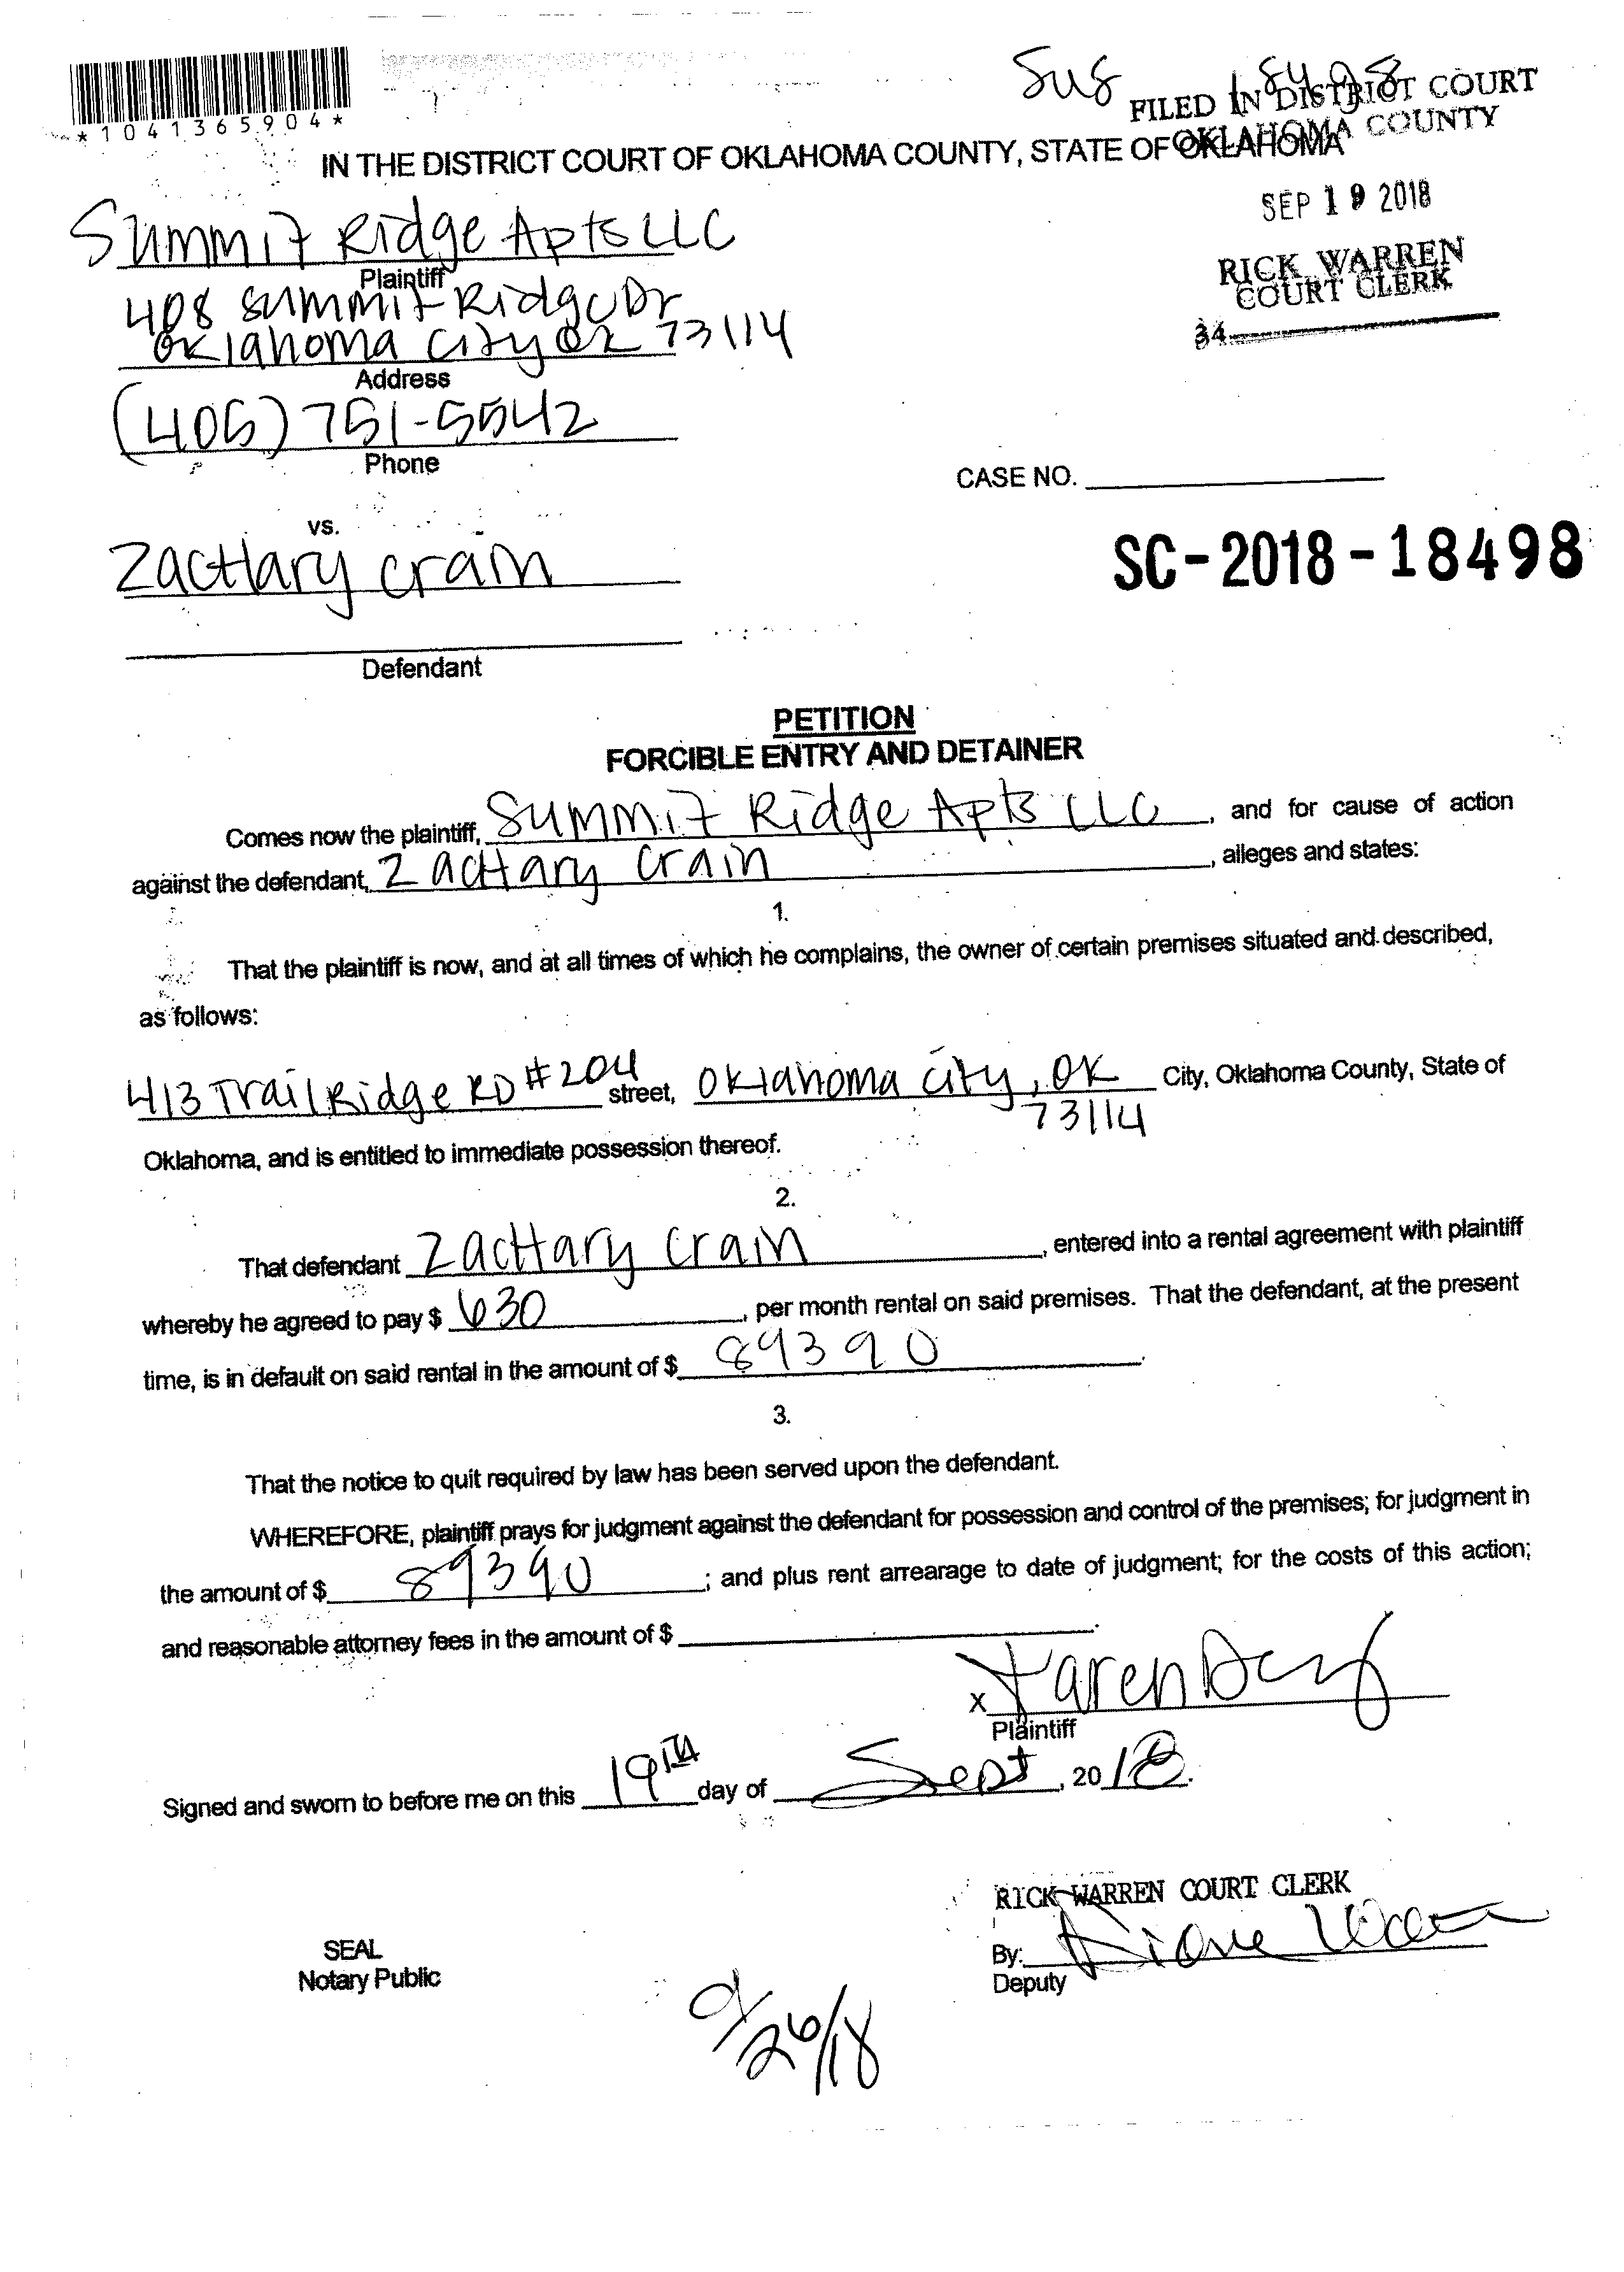 Sus 18498
FILED IN DISTRICT COURT
OKLAHOMA COUNTY
*1041365904*
IN THE DISTRICT COURT OF OKLAHOMA COUNTY, STATE OF OKLAHOMA
SEP 19 2018
RICK WARREN
COURT CLERK
34
Summit Ridge Apts LLC
Plaintiff
408 Summit Ridge Dr
Oklahoma City OK 73114
Address
(405) 751-5542
Phone
CASE NO.
vs.
SC-2018-18498
Zachary Crain
Defendant
PETITION
FORCIBLE ENTRY AND DETAINER
Comes now the plaintiff, Summit Ridge Apts LLC, and for cause of action
against the defendant, Zachary Crain, alleges and states:
1.
That the plaintiff is now, and at all times of which he complains, the owner of certain premises situated and described,
as follows:
413 Trail Ridge RD #204 street, Oklahoma City, OK City, Oklahoma County, State of
73114
Oklahoma, and is entitled to immediate possession thereof.
2.
That defendant Zachary Crain, entered into a rental agreement with plaintiff
whereby he agreed to pay $ 630, per month rental on said premises. That the defendant, at the present
time, is in default on said rental in the amount of $ 89390.
3.
That the notice to quit required by law has been served upon the defendant.
WHEREFORE, plaintiff prays for judgment against the defendant for possession and control of the premises; for judgment in
the amount of $ 89390; and plus rent arrearage to date of judgment; for the costs of this action;
and reasonable attorney fees in the amount of $.
x Karen
Plaintiff
Signed and sworn to before me on this 19TH day of Sept, 2018.
RICK WARREN COURT CLERK
SEAL
Notary Public
By: Diane
Deputy
9/26/18